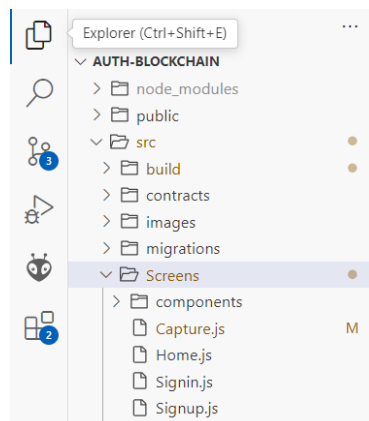 Explorer (Ctrl+Shift+E)
...
AUTH-BLOCKCHAIN
node_modules
public
src
build
contracts
images
migrations
Screens
components
Capture.js M
Home.js
Signin.js
Signup.js
3
2